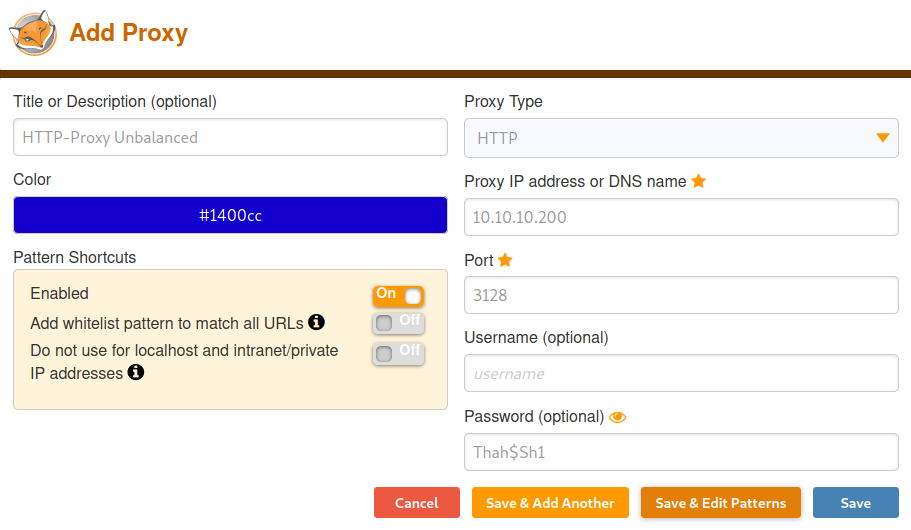 Add Proxy
Title or Description (optional)
HTTP-Proxy Unbalanced
Color
#1400cc
Pattern Shortcuts
Enabled
On
Add whitelist pattern to match all URLs
Off
Do not use for localhost and intranet/private
IP addresses
Off
Proxy Type
HTTP
Proxy IP address or DNS name
10.10.10.200
Port
3128
Username (optional)
username
Password (optional)
Thah$Sh1
Cancel
Save & Add Another
Save & Edit Patterns
Save